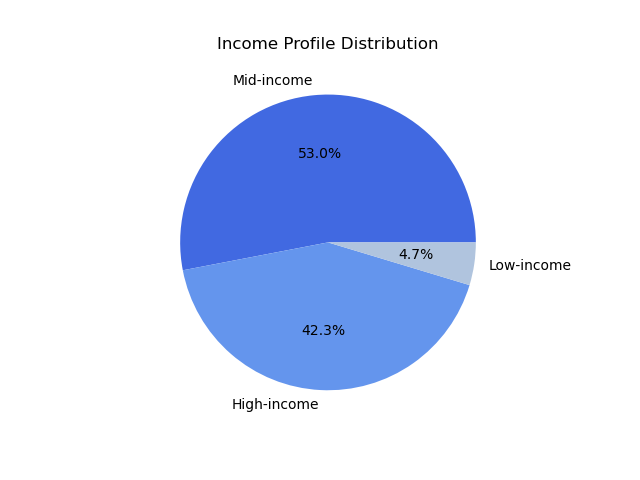 Income Profile Distribution
Mid-income
53.0%
4.7%
Low-income
42.3%
High-income